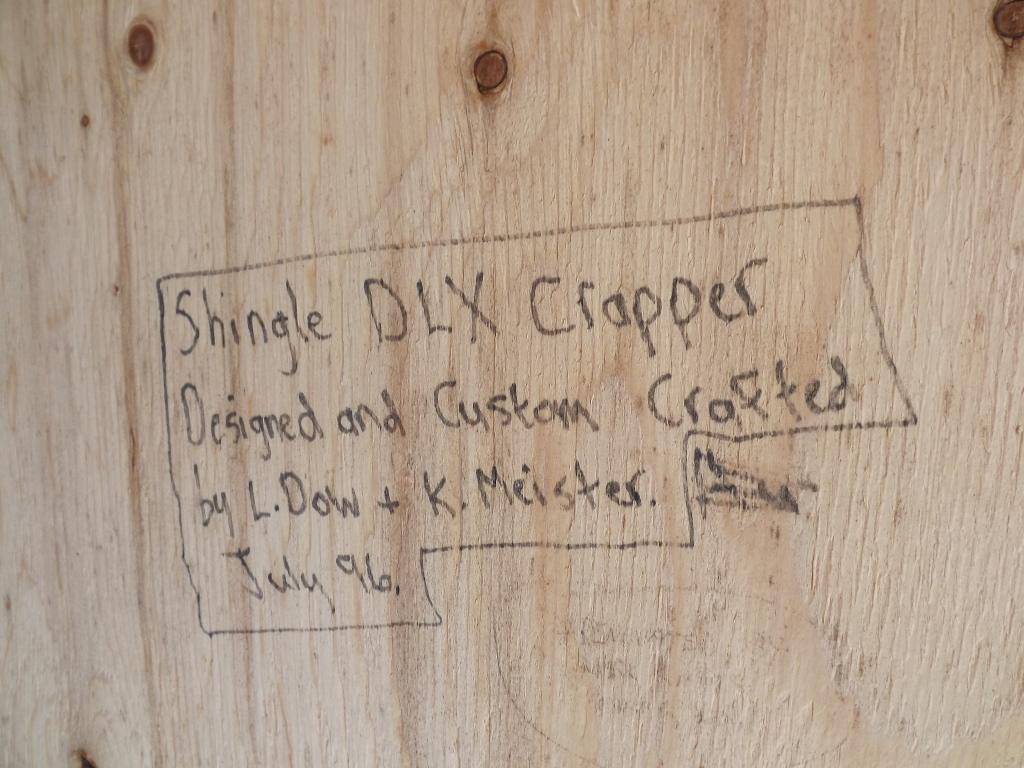 Shingle DLX Crapper
Designed and Custom Crafted
by L. Dow + K. Meister.
July 96.